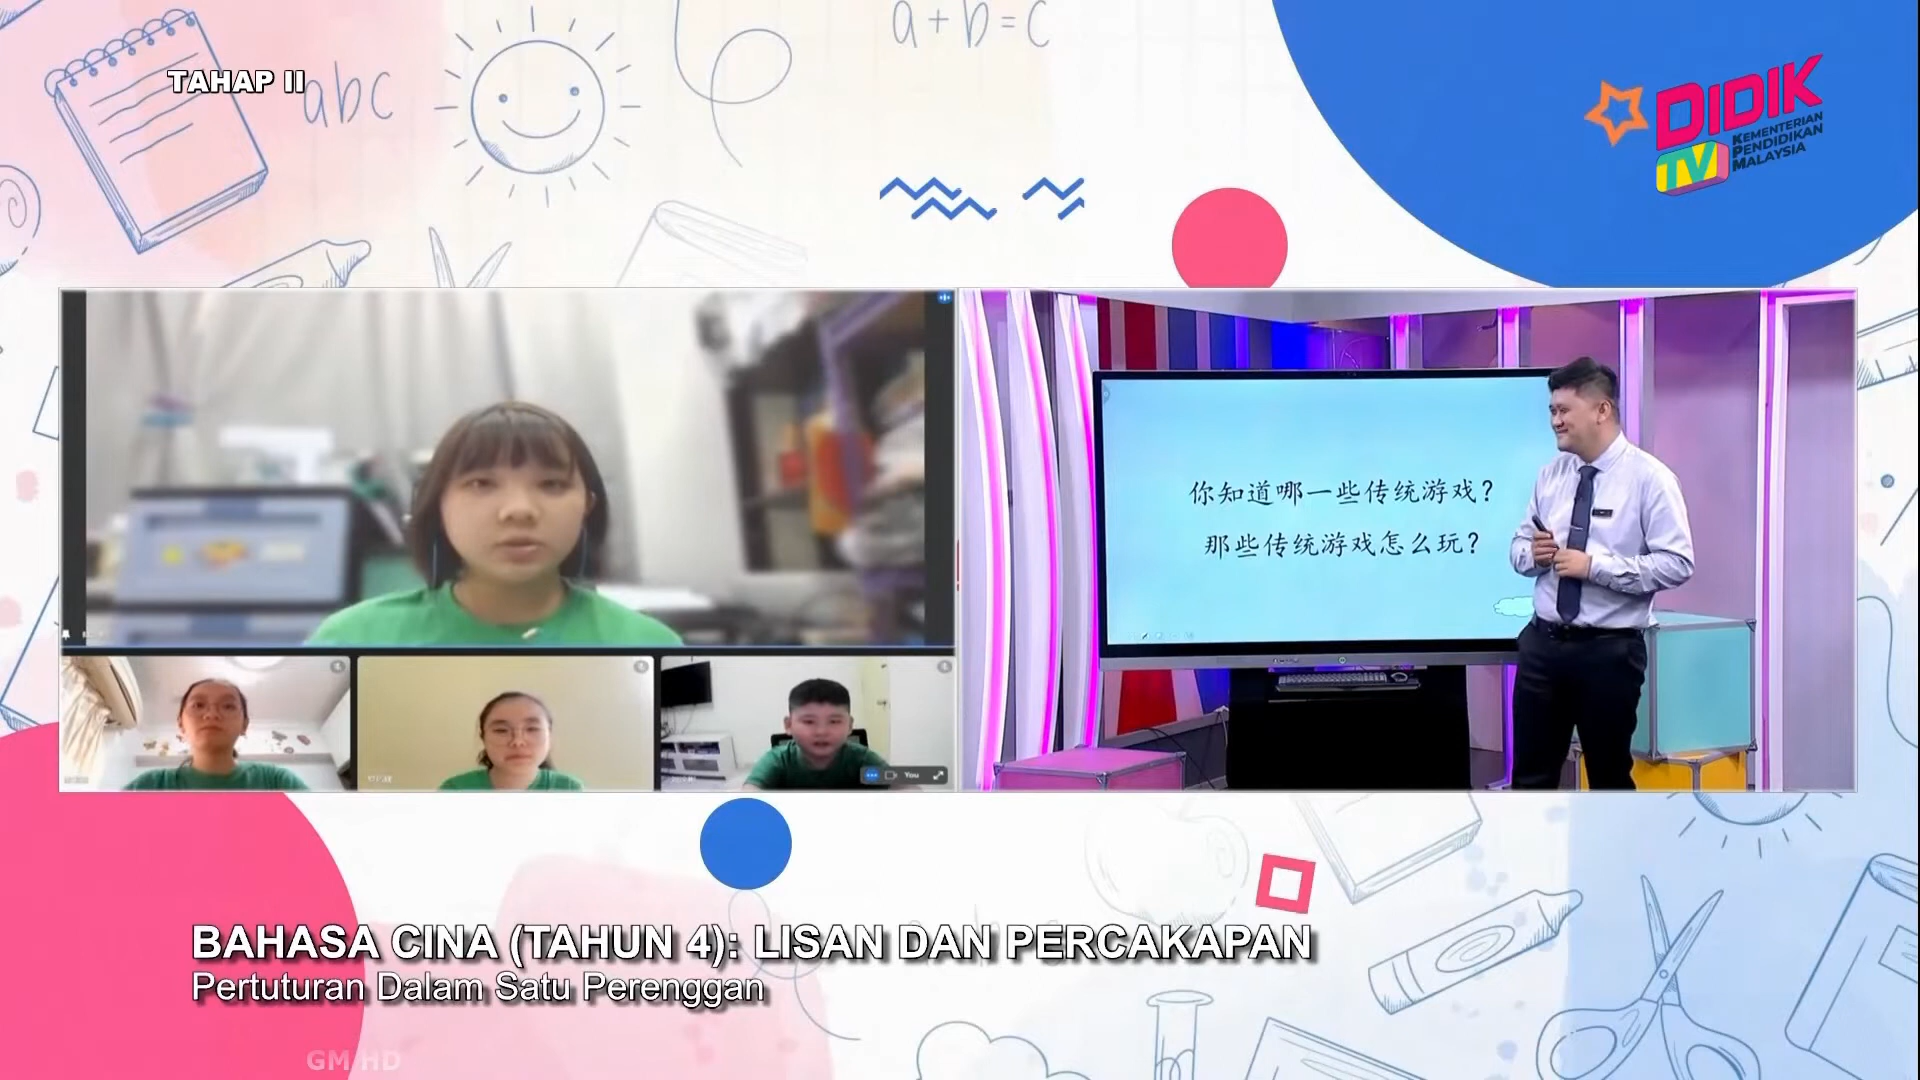 a+b=c
TAHAP II
abc
DIDIK
TV
KEMENTERIAN
PENDIDIKAN
MALAYSIA
你知道哪一些传统游戏？
那些传统游戏怎么玩？
You
BAHASA CINA (TAHUN 4): LISAN DAN PERCAKAPAN
Pertuturan Dalam Satu Perenggan
GM HD